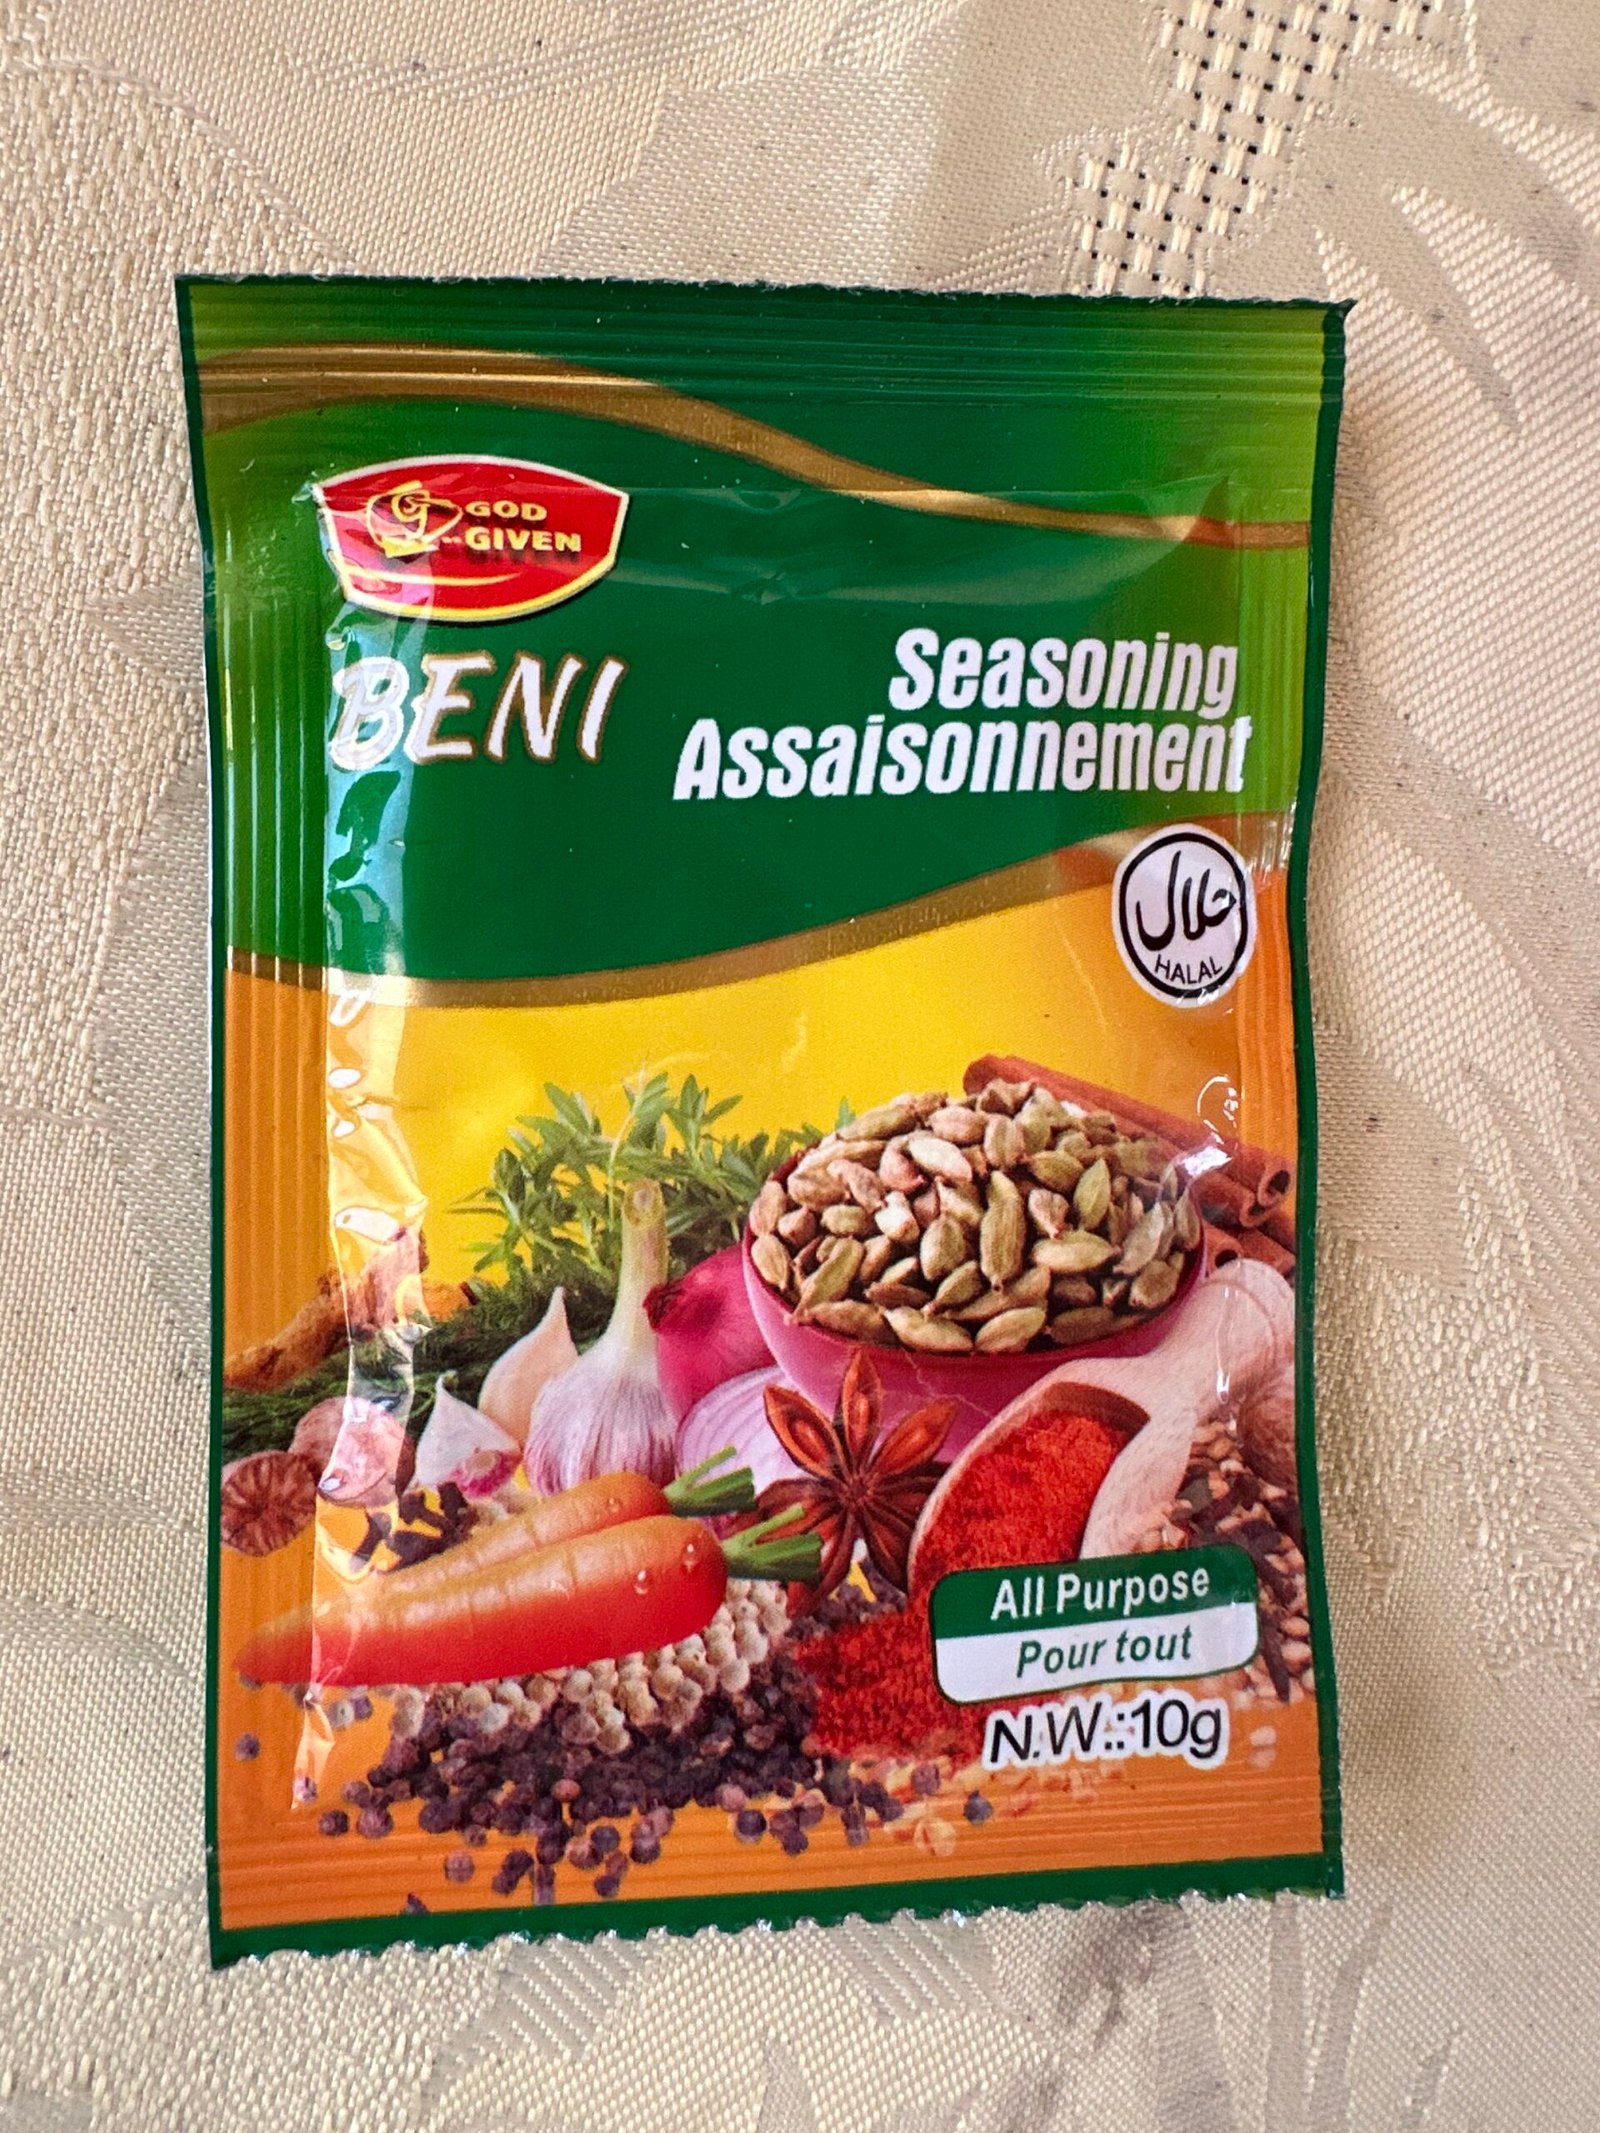 GOD
GIVEN
BENI
Seasoning
Assaisonnement
حلال
HALAL
All Purpose
Pour tout
N.W.:10g